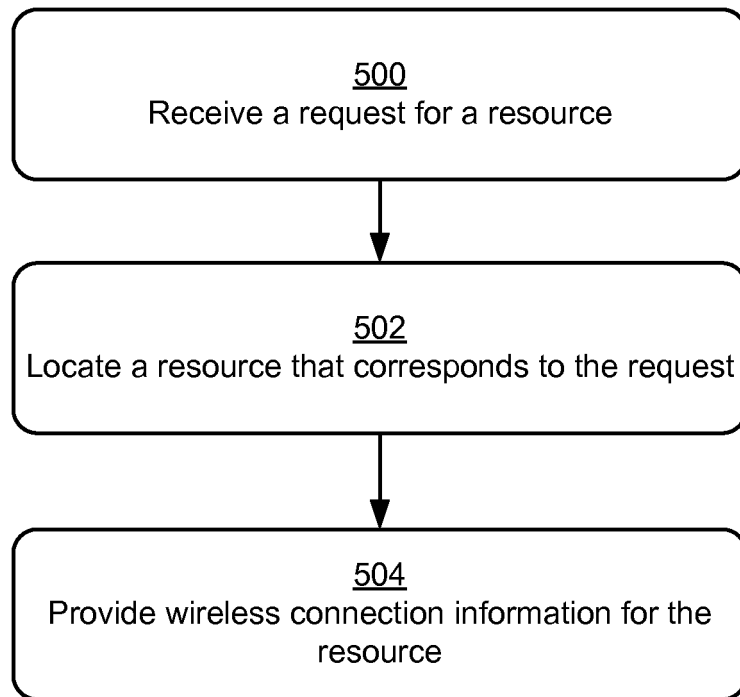 500
Receive a request for a resource
502
Locate a resource that corresponds to the request
504
Provide wireless connection information for the
resource